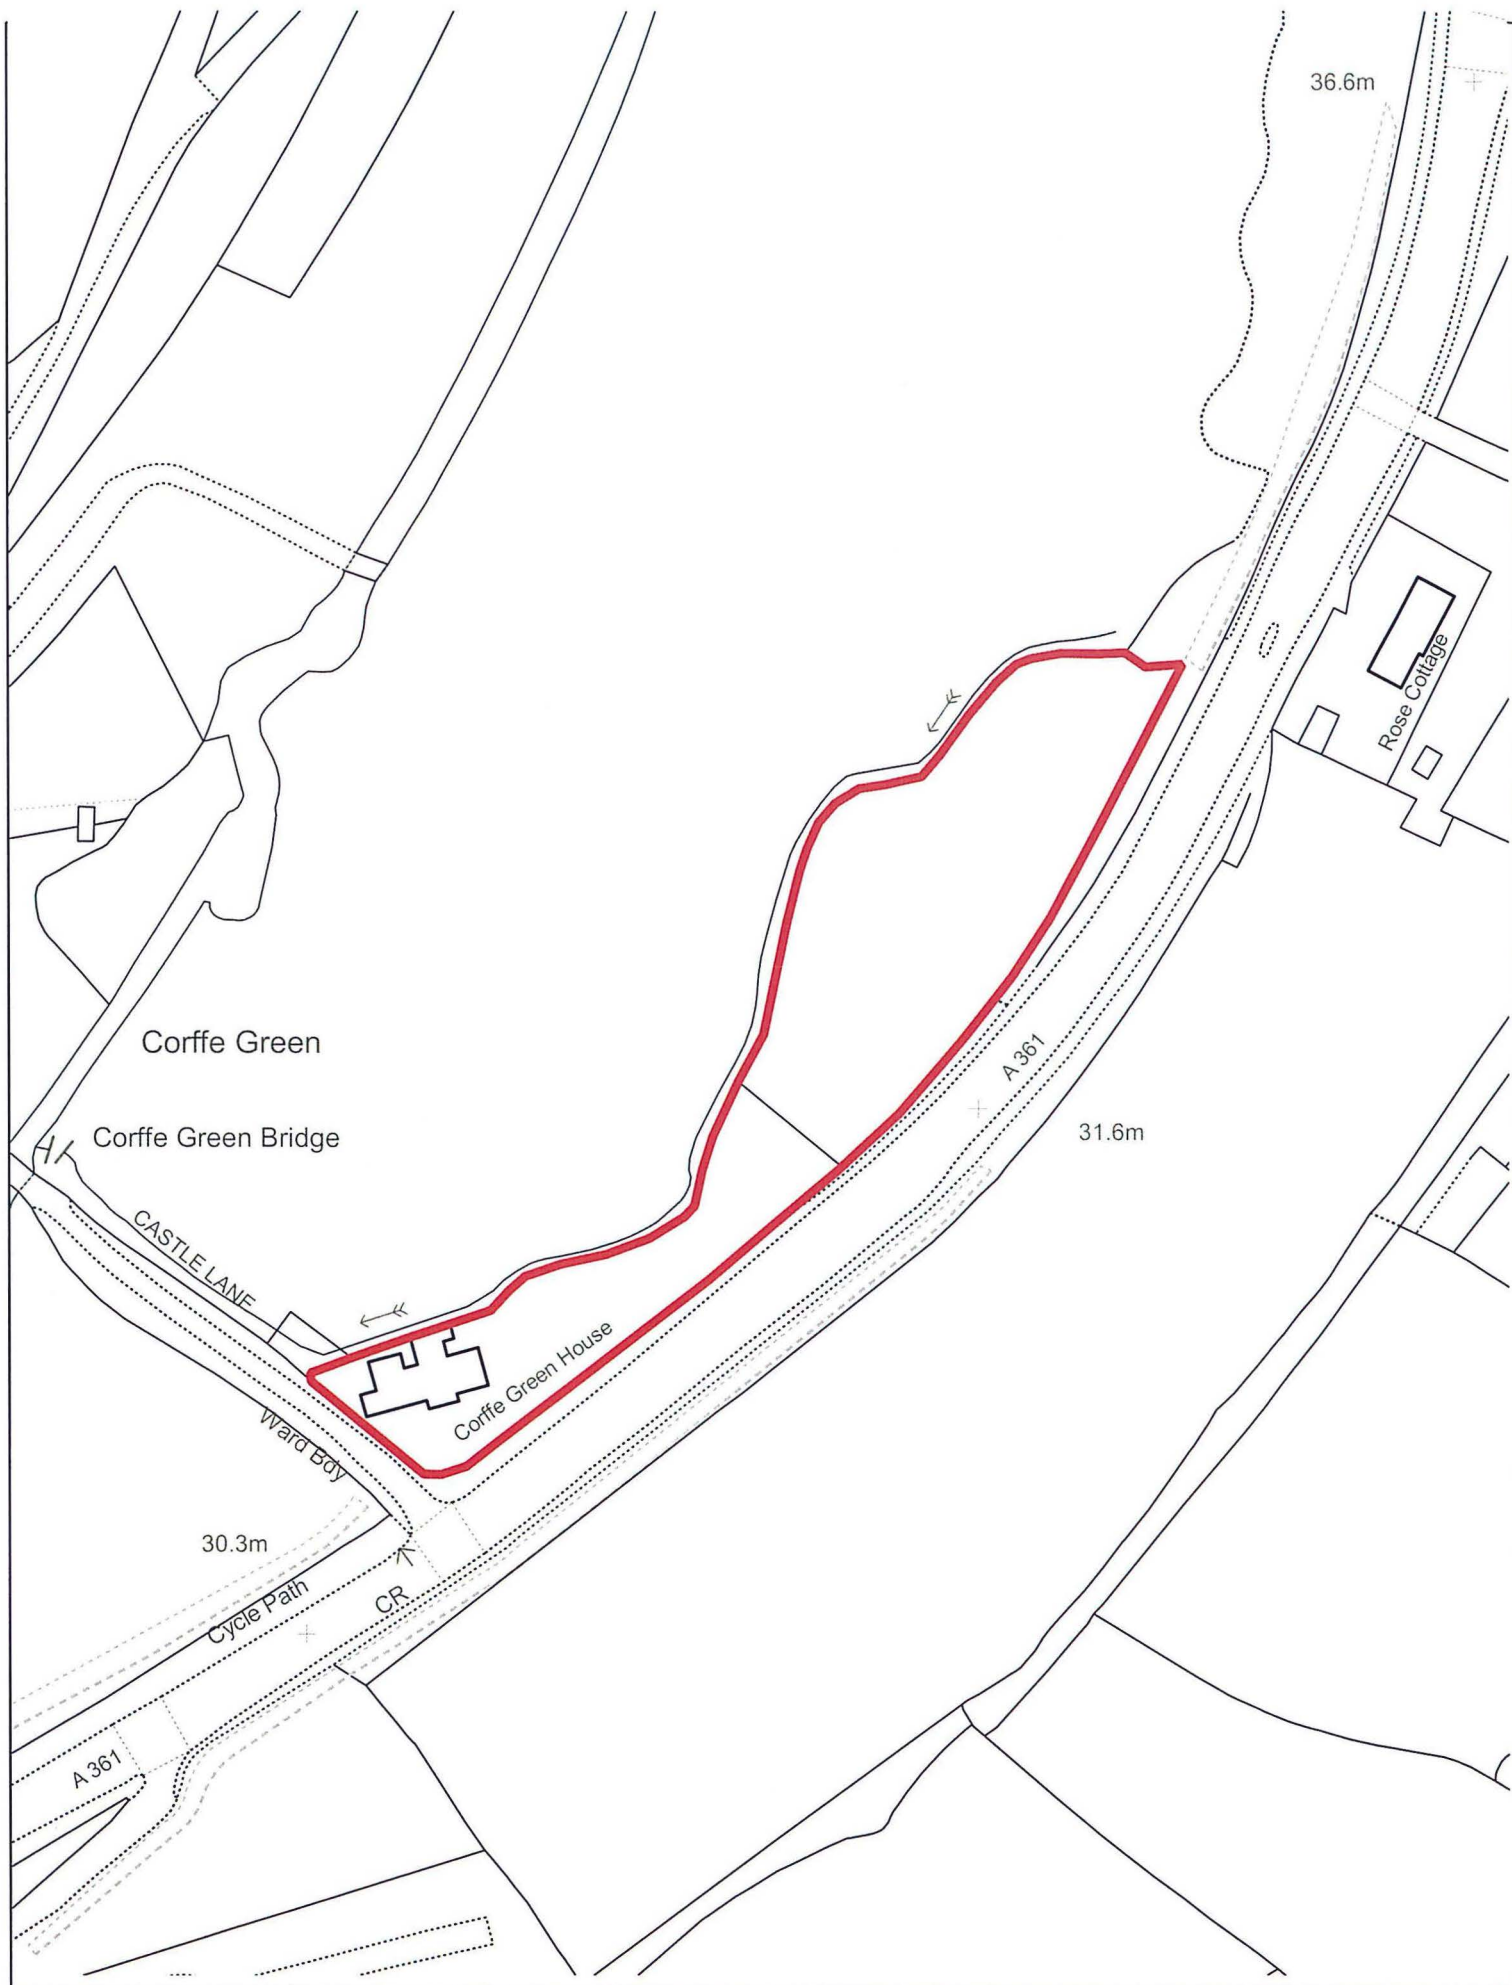 36.6m
Rose Cottage
Corffe Green
A 361
31.6m
Corffe Green Bridge
CASTLE LANE
Corffe Green House
Ward Bdy
30.3m
Cycle Path
CR
A 361